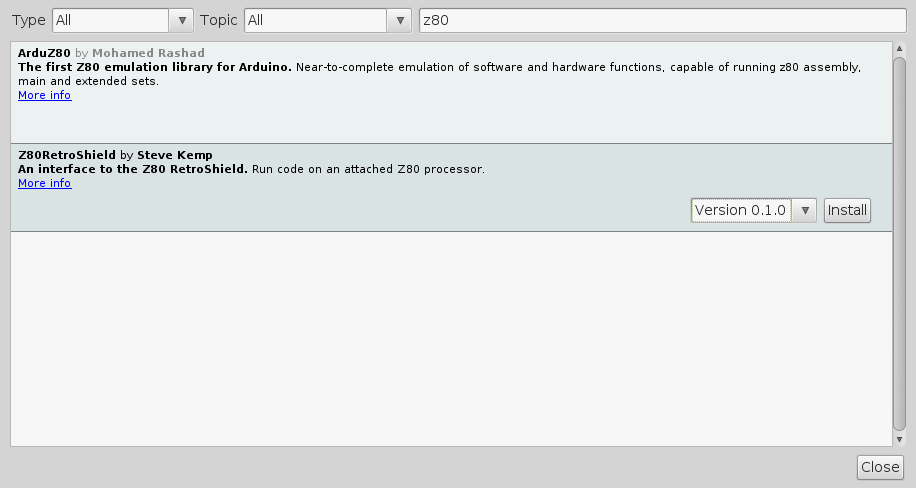 Type All Topic All z80
ArduZ80 by Mohamed Rashad
The first Z80 emulation library for Arduino. Near-to-complete emulation of software and hardware functions, capable of running z80 assembly,
main and extended sets.
More info
Z80RetroShield by Steve Kemp
An interface to the Z80 RetroShield. Run code on an attached Z80 processor.
More info
Version 0.1.0 Install
Close